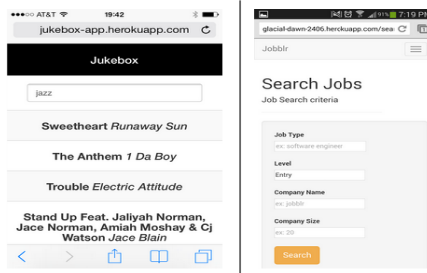 AT&T 19:42
jukebox-app.herokuapp.com
Jukebox
jazz
Sweetheart Runaway Sun
The Anthem 1 Da Boy
Trouble Electric Attitude
Stand Up Feat. Jaliyah Norman,
Jace Norman, Amiah Moshay & Cj
Watson Jace Blain
91% 7:19 PM
glacial-dawn-2406.herokuapp.com/sea
Jobblr
Search Jobs
Job Search criteria
Job Type
ex: software engineer
Level
Entry
Company Name
ex: jobblr
Company Size
ex: 20
Search